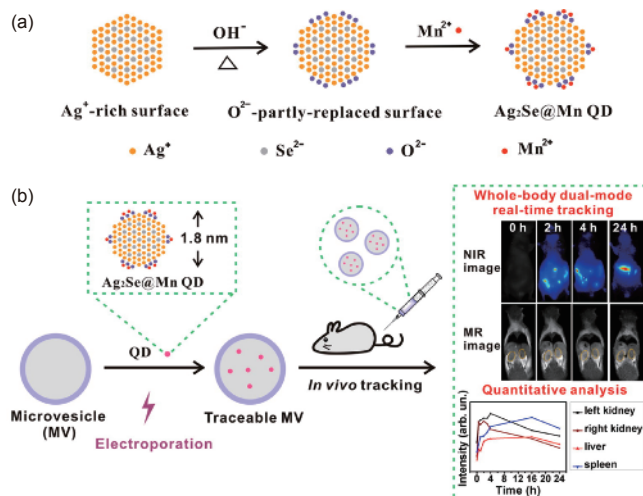 (a)
OH⁻
Mn²⁺
Ag⁺-rich surface
O²⁻-partly-replaced surface
Ag₂Se@Mn QD
Ag⁺
Se²⁻
O²⁻
Mn²⁺
(b)
1.8 nm
Ag₂Se@Mn QD
QD
Microvesicle
(MV)
Electroporation
Traceable MV
In vivo tracking
Whole-body dual-mode
real-time tracking
0 h 2 h 4 h 24 h
NIR
image
MR
image
Quantitative analysis
Intensity (arb. un.)
left kidney
right kidney
liver
spleen
0 4 8 12 16 20 24
Time (h)